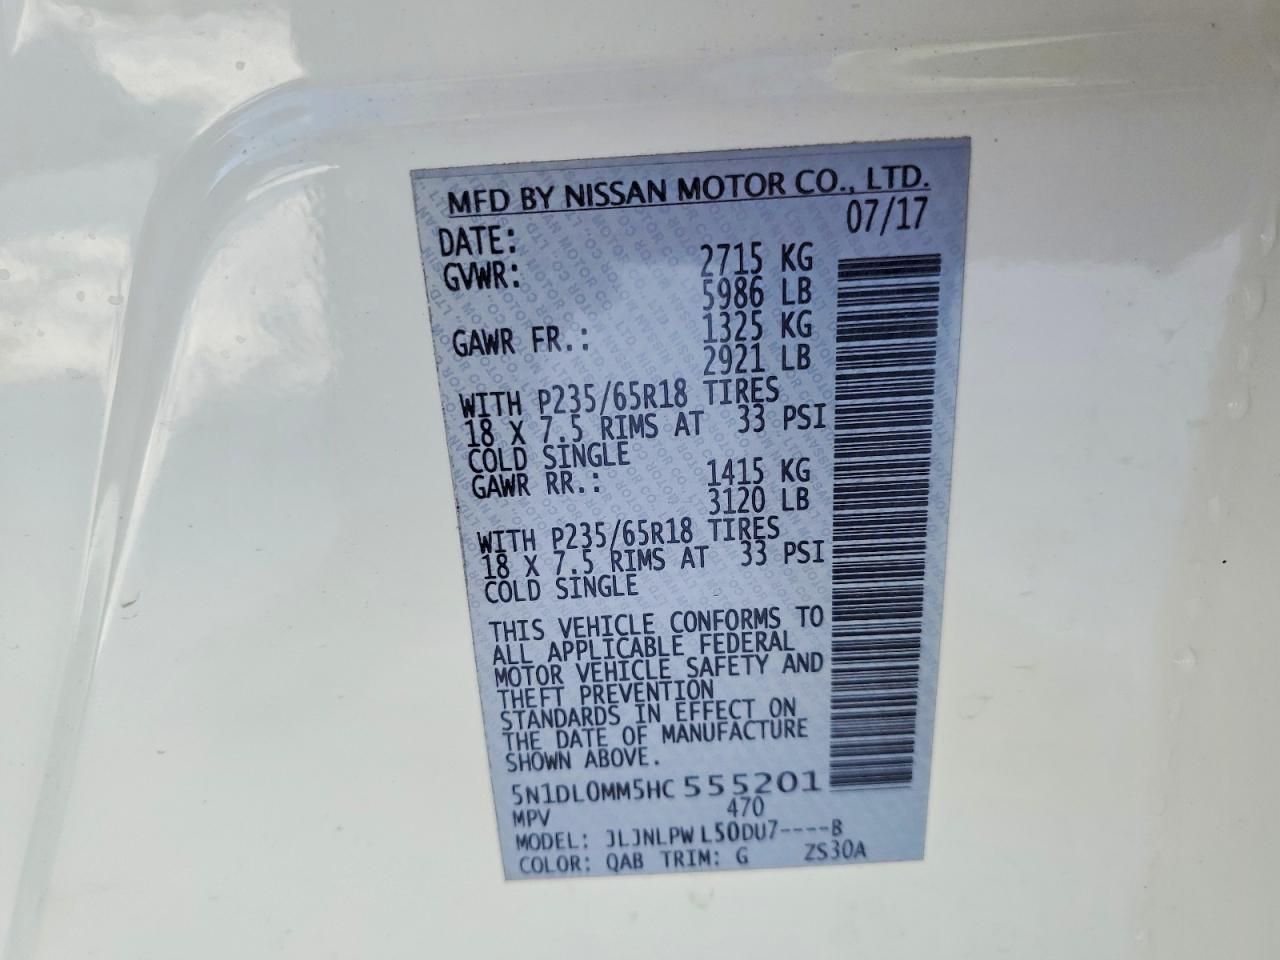 MFD BY NISSAN MOTOR CO., LTD.
DATE: 07/17
GVWR: 2715 KG
5986 LB
GAWR FR.: 1325 KG
2921 LB
WITH P235/65R18 TIRES
18 X 7.5 RIMS AT 33 PSI
COLD SINGLE
GAWR RR.: 1415 KG
3120 LB
WITH P235/65R18 TIRES
18 X 7.5 RIMS AT 33 PSI
COLD SINGLE
THIS VEHICLE CONFORMS TO
ALL APPLICABLE FEDERAL
MOTOR VEHICLE SAFETY AND
THEFT PREVENTION
STANDARDS IN EFFECT ON
THE DATE OF MANUFACTURE
SHOWN ABOVE.
5N1DL0MM5HC 555201
MPV 470
MODEL: JLJNLPW L50DU7----B
COLOR: QAB TRIM: G ZS30A